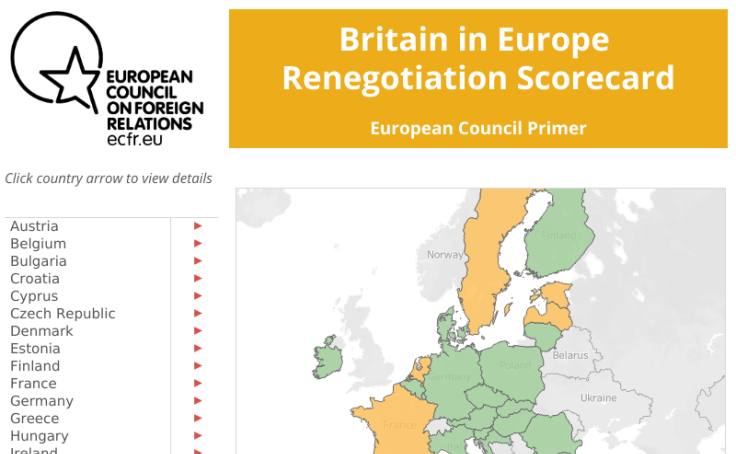 EUROPEAN
COUNCIL
ON FOREIGN
RELATIONS
ecfr.eu
Britain in Europe
Renegotiation Scorecard
European Council Primer
Click country arrow to view details
Austria
Belgium
Bulgaria
Croatia
Cyprus
Czech Republic
Denmark
Estonia
Finland
France
Germany
Greece
Hungary
Ireland
Finland
Norway
Belarus
Poland
Germany
Ukraine
France